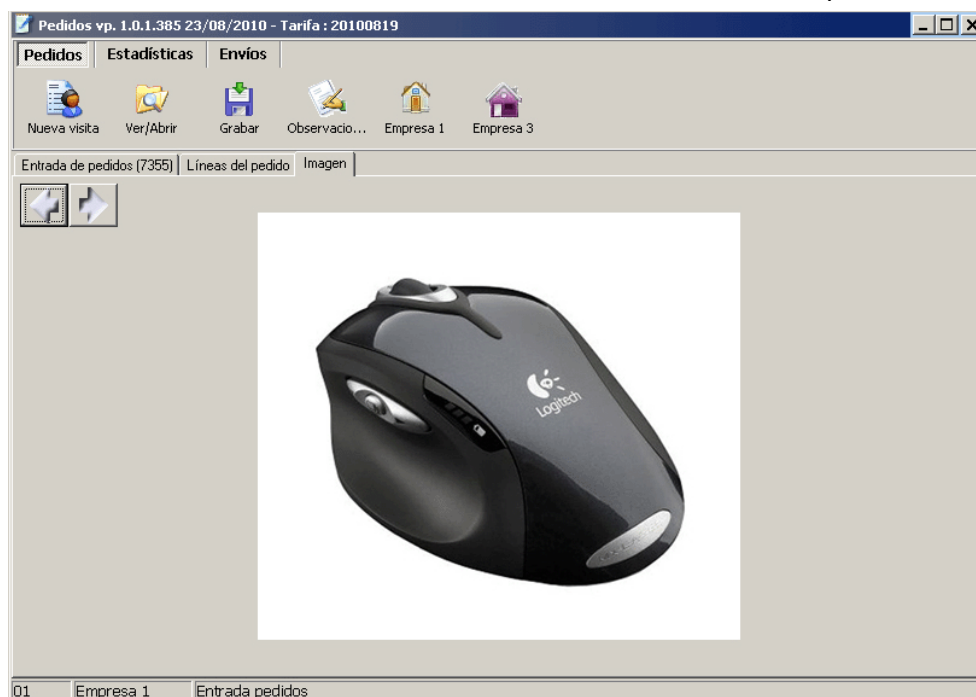 Pedidos vp. 1.0.1.385 23/08/2010 - Tarifa : 20100819
Pedidos Estadísticas Envíos
Nueva visita Ver/Abrir Grabar Observacio... Empresa 1 Empresa 3
Entrada de pedidos (7355) Líneas del pedido Imagen
Logitech
01 Empresa 1 Entrada pedidos